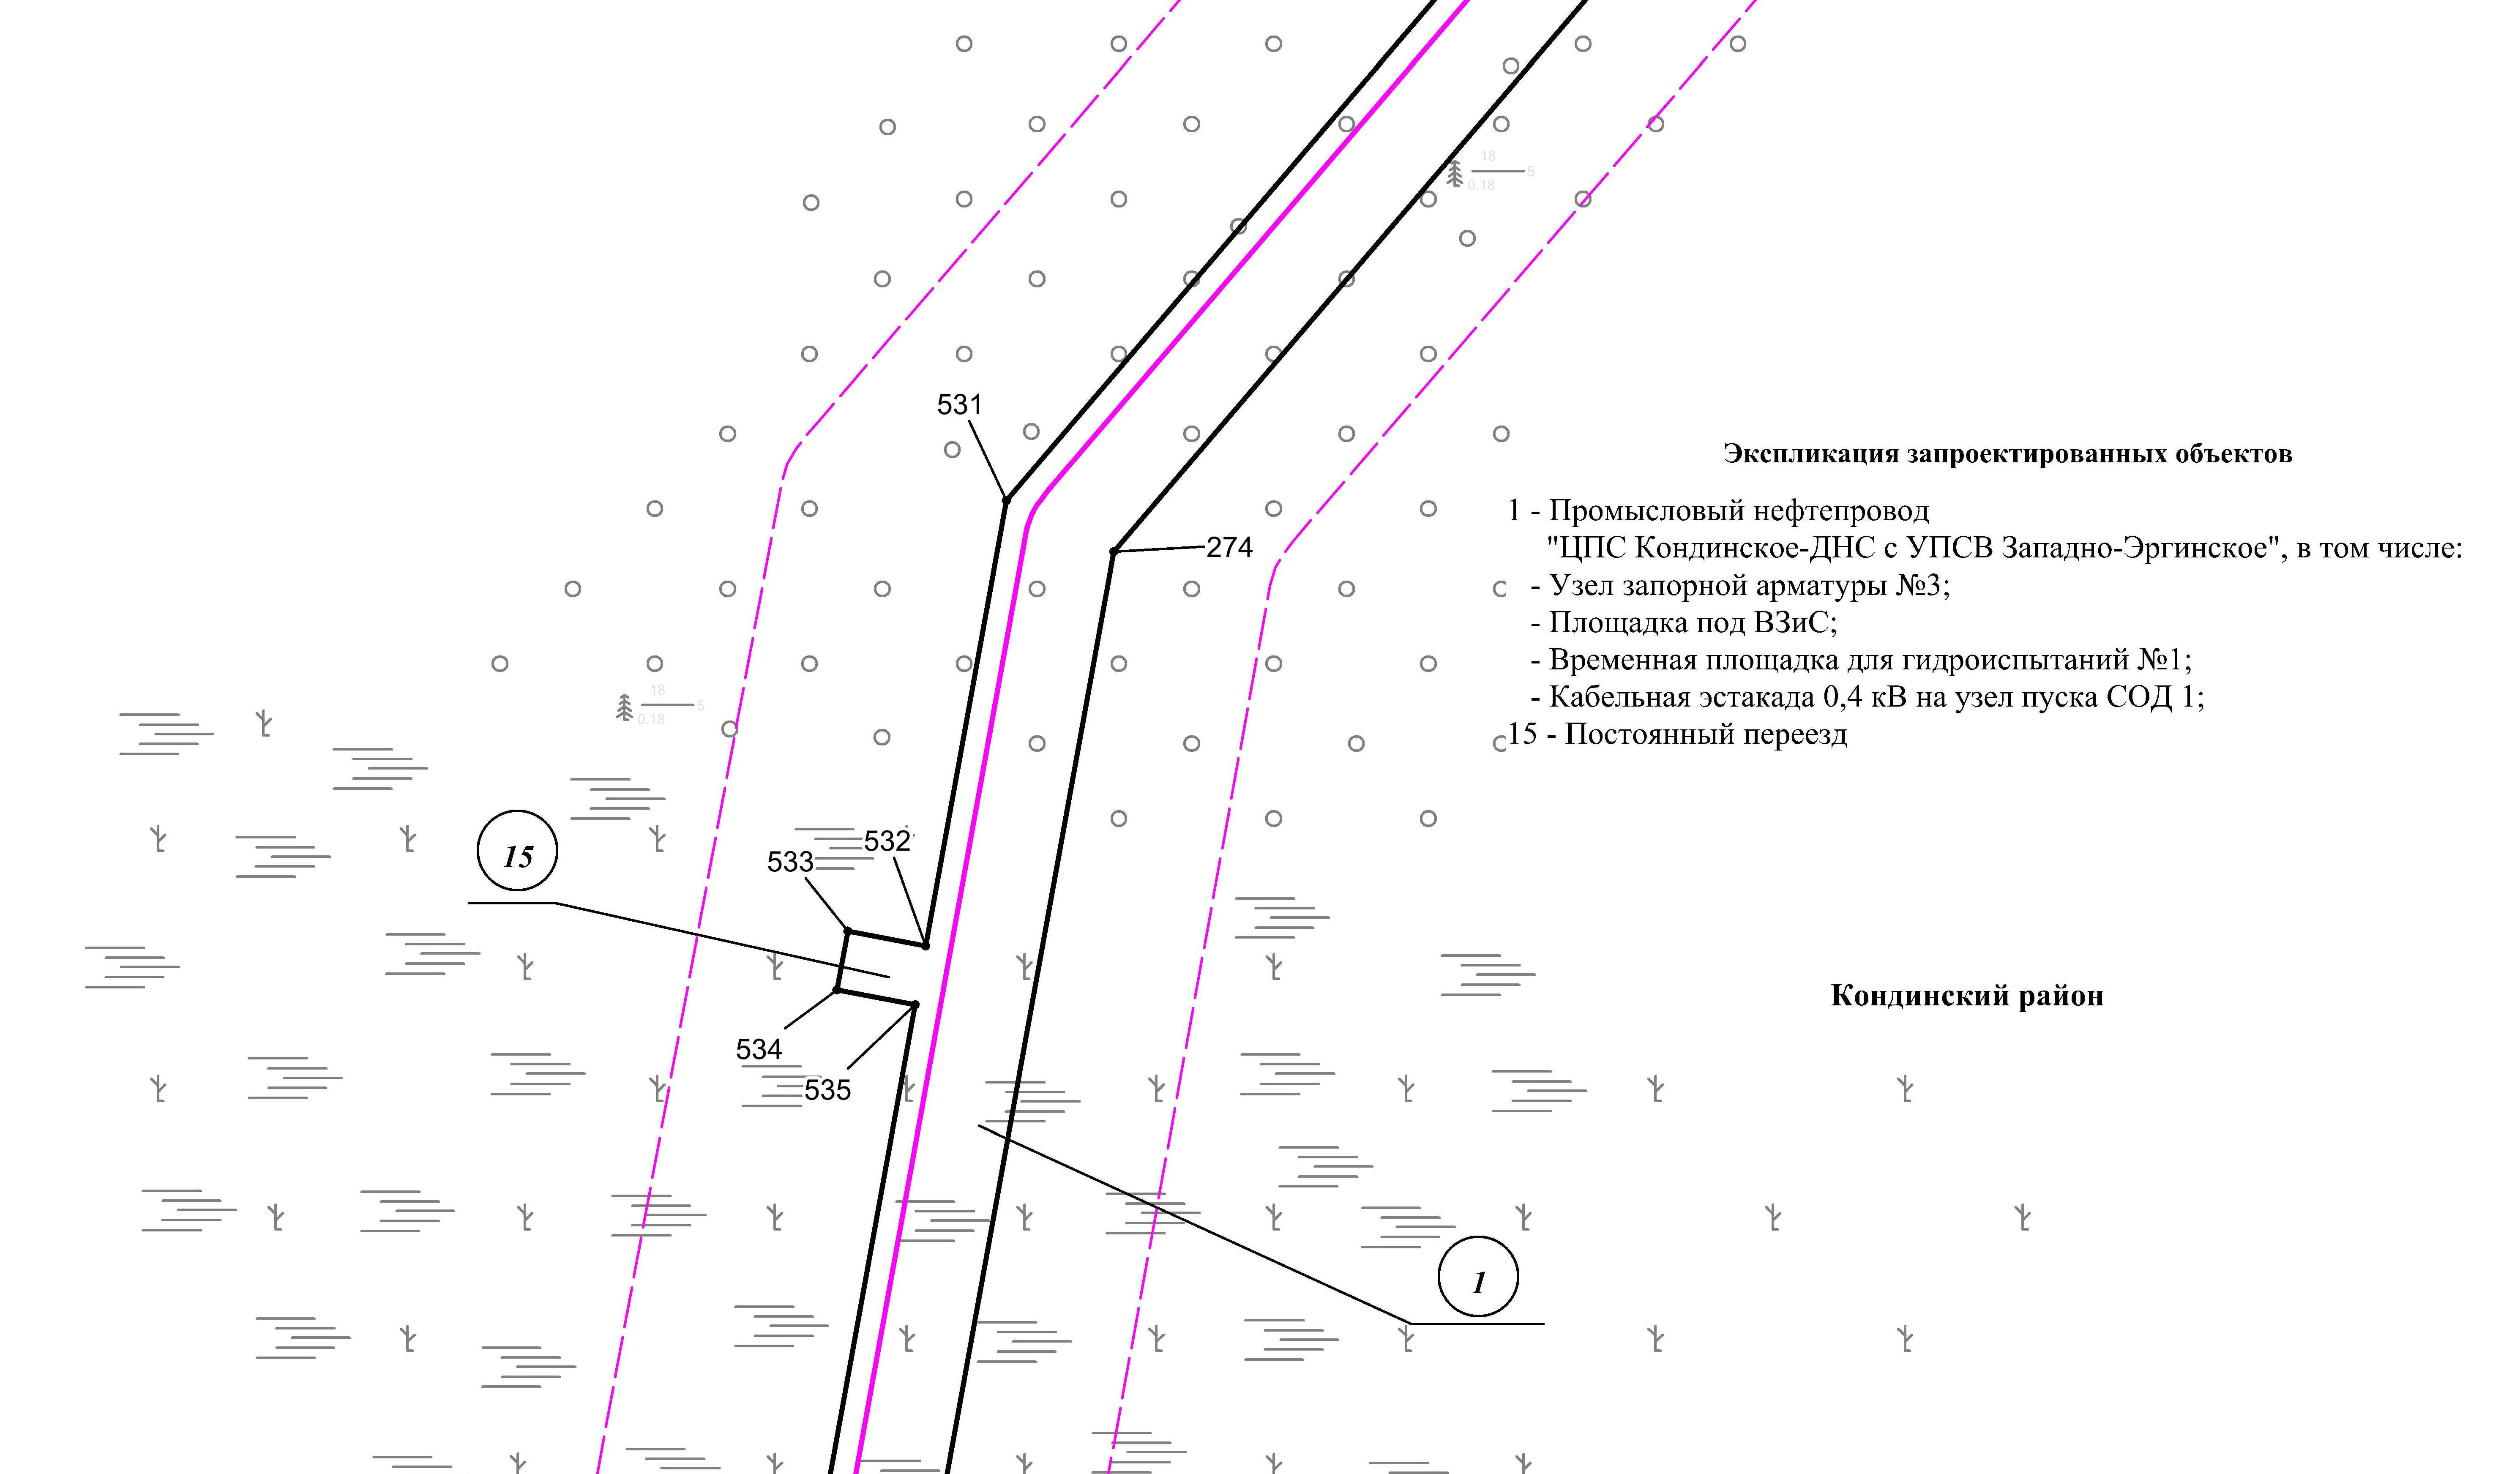 18
5
0.18
531
Экспликация запроектированных объектов
1 - Промысловый нефтепровод
"ЦПС Кондинское-ДНС с УПСВ Западно-Эргинское", в том числе:
274
- Узел запорной арматуры №3;
- Площадка под ВЗиС;
- Временная площадка для гидроиспытаний №1;
- Кабельная эстакада 0,4 кВ на узел пуска СОД 1;
15 - Постоянный переезд
18
5
0.18
532
533
15
Кондинский район
534
535
1